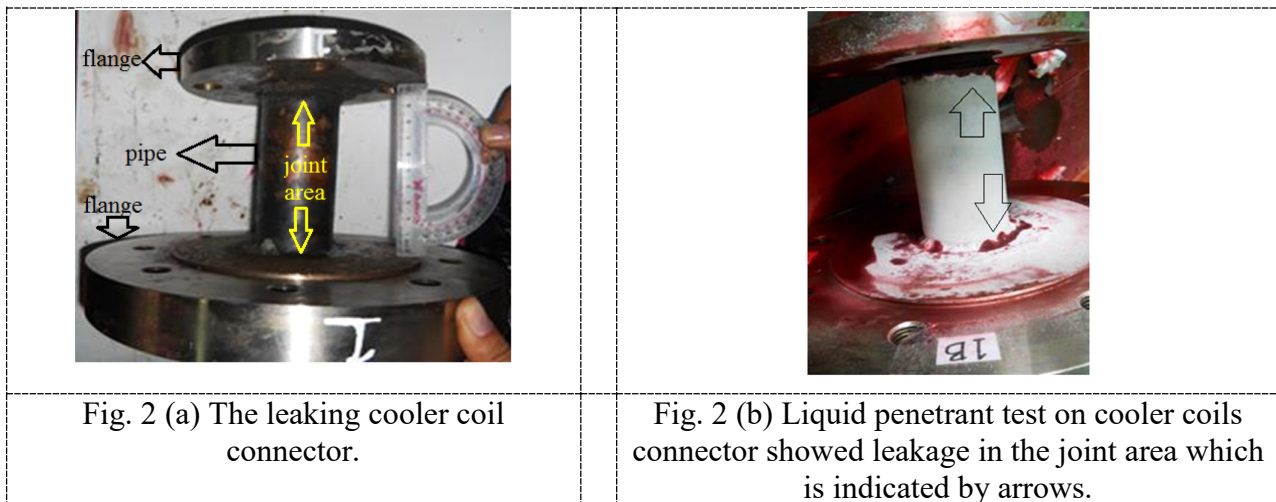 flange
pipe
flange
joint
area
I
I
1B
Fig. 2 (a) The leaking cooler coil
connector.
Fig. 2 (b) Liquid penetrant test on cooler coils
connector showed leakage in the joint area which
is indicated by arrows.